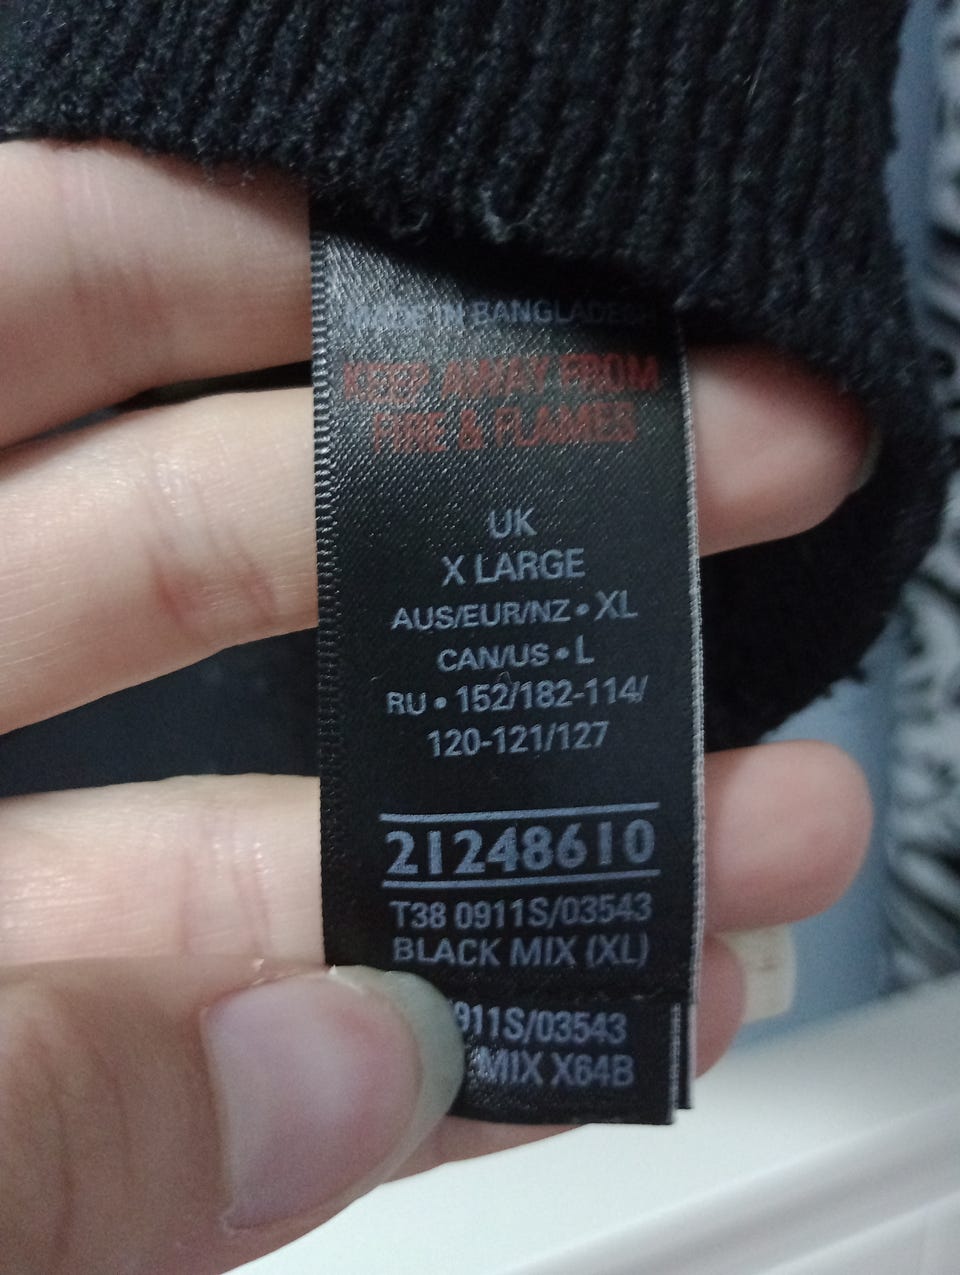 MADE IN BANGLADESH
KEEP AWAY FROM
FIRE & FLAMES
UK
X LARGE
AUS/EUR/NZ • XL
CAN/US • L
RU • 152/182-114/
120-121/127
21248610
T38 0911S/03543
BLACK MIX (XL)
911S/03543
MIX X64B